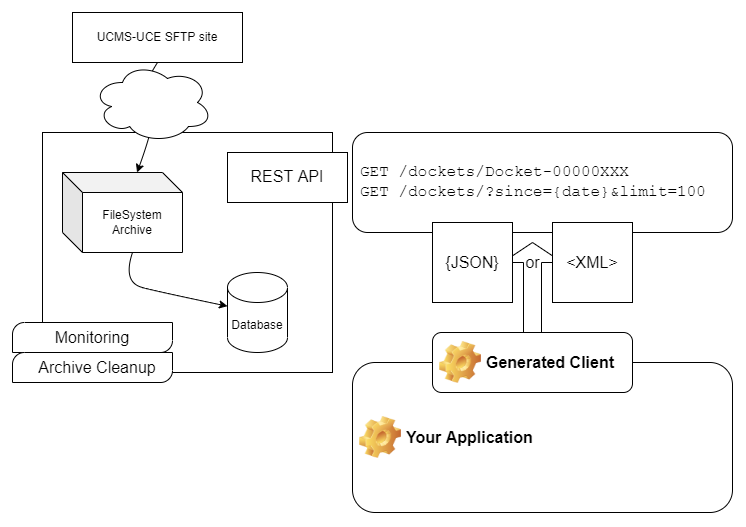 UCMS-UCE SFTP site
REST API
FileSystem
Archive
Database
Monitoring
Archive Cleanup
GET /dockets/Docket-00000XXX
GET /dockets/?since={date}&limit=100
{JSON}
or
<XML>
Generated Client
Your Application